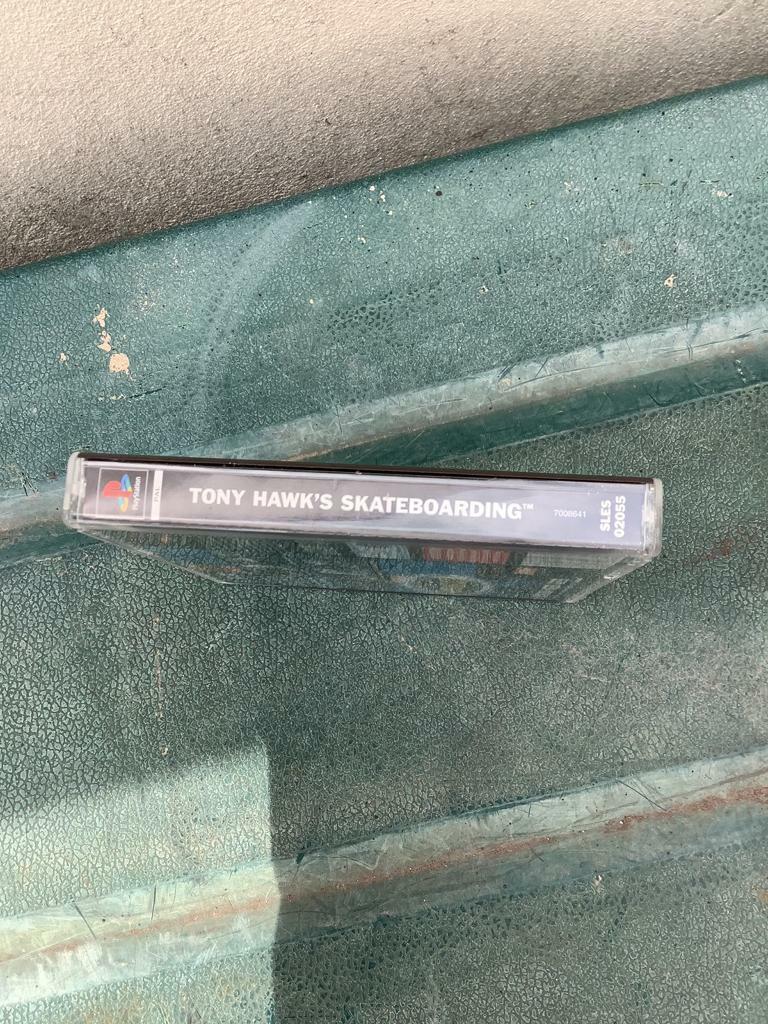 PlayStation
PAL
TONY HAWK'S SKATEBOARDING™
7008641
SLES
02055